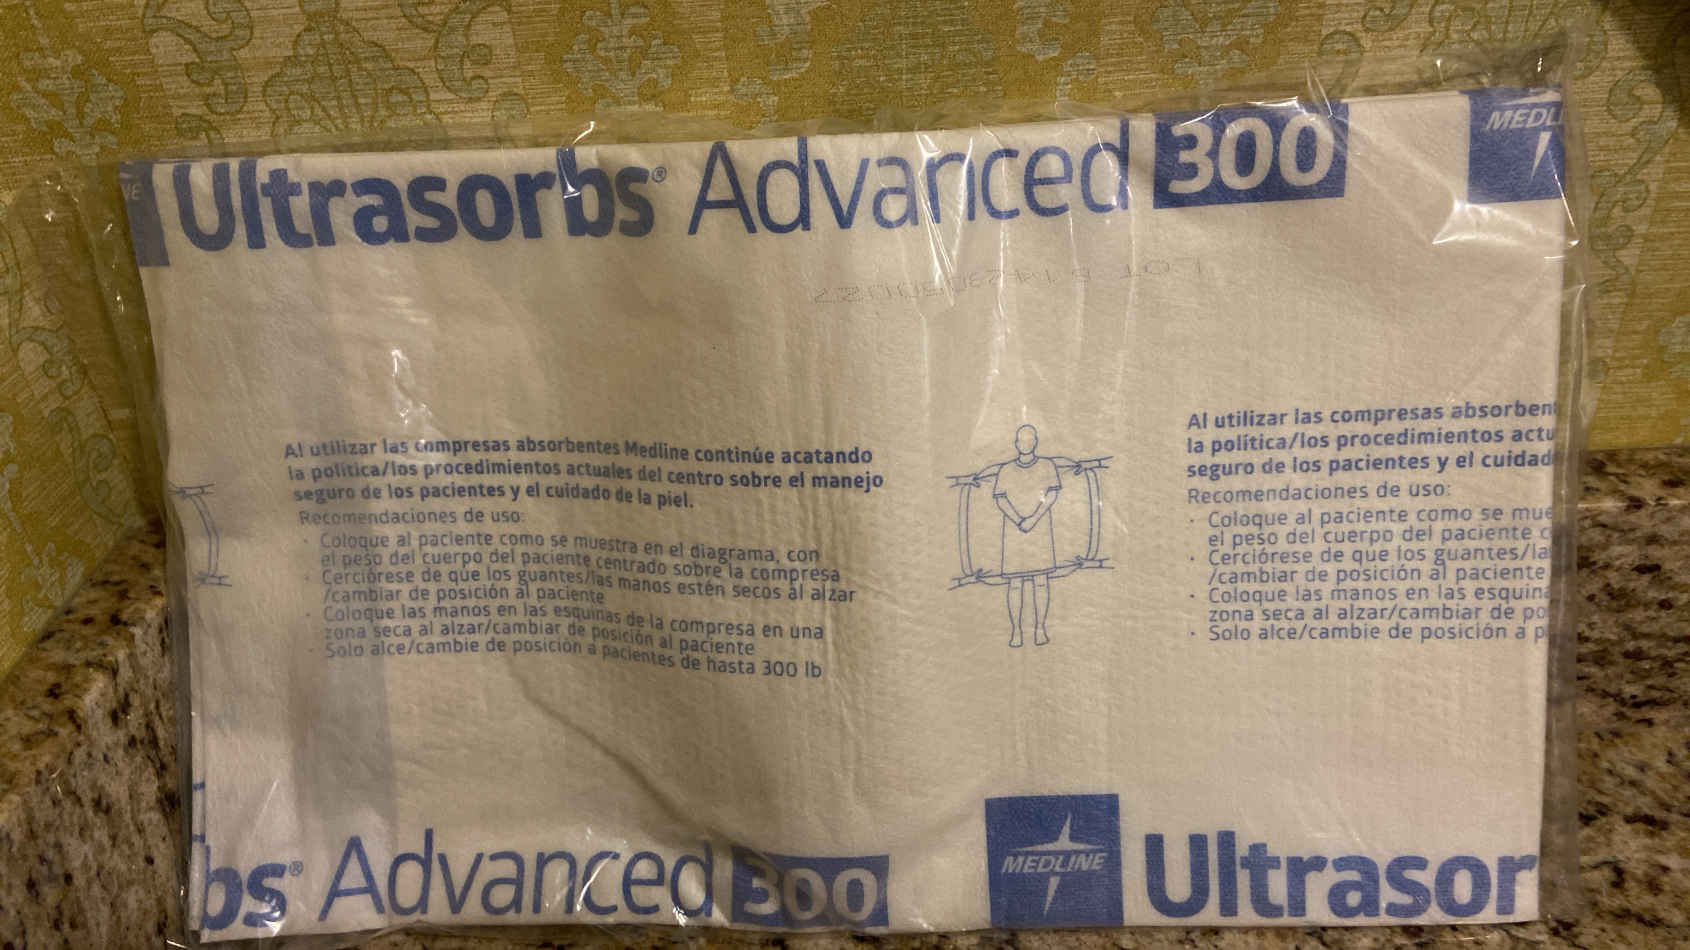 Ultrasorbs® Advanced 300
MEDL
Al utilizar las compresas absorbentes Medline continúe acatando
la política/los procedimientos actuales del centro sobre el manejo
seguro de los pacientes y el cuidado de la piel.
Recomendaciones de uso:
· Coloque al paciente como se muestra en el diagrama, con
el peso del cuerpo del paciente centrado sobre la compresa
· Cerciórese de que los guantes/las manos estén secos al alzar
/cambiar de posición al paciente
· Coloque las manos en las esquinas de la compresa en una
zona seca al alzar/cambiar de posición al paciente
· Solo alce/cambie de posición a pacientes de hasta 300 lb
Al utilizar las compresas absorbent
la política/los procedimientos actu
seguro de los pacientes y el cuidad
Recomendaciones de uso:
· Coloque al paciente como se mue
el peso del cuerpo del paciente c
· Cerciórese de que los guantes/la
/cambiar de posición al paciente
· Coloque las manos en las esquina
zona seca al alzar/cambiar de po
· Solo alce/cambie de posición a p
bs® Advanced 300
MEDLINE
Ultrasor